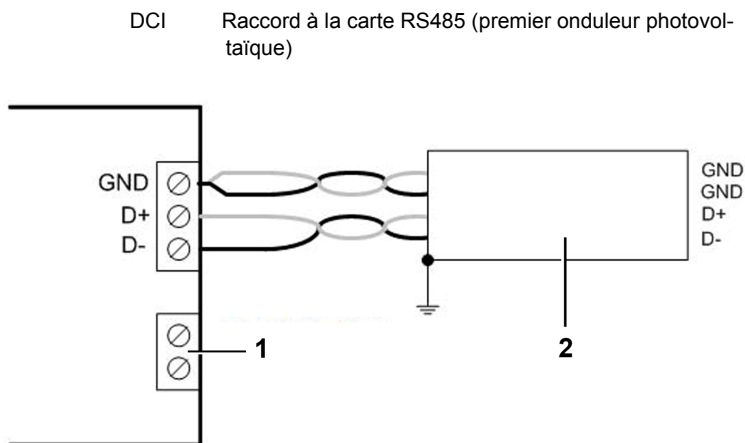 DCI Raccord à la carte RS485 (premier onduleur photovol-
taïque)
GND
D+
D-
GND
GND
D+
D-
1
2